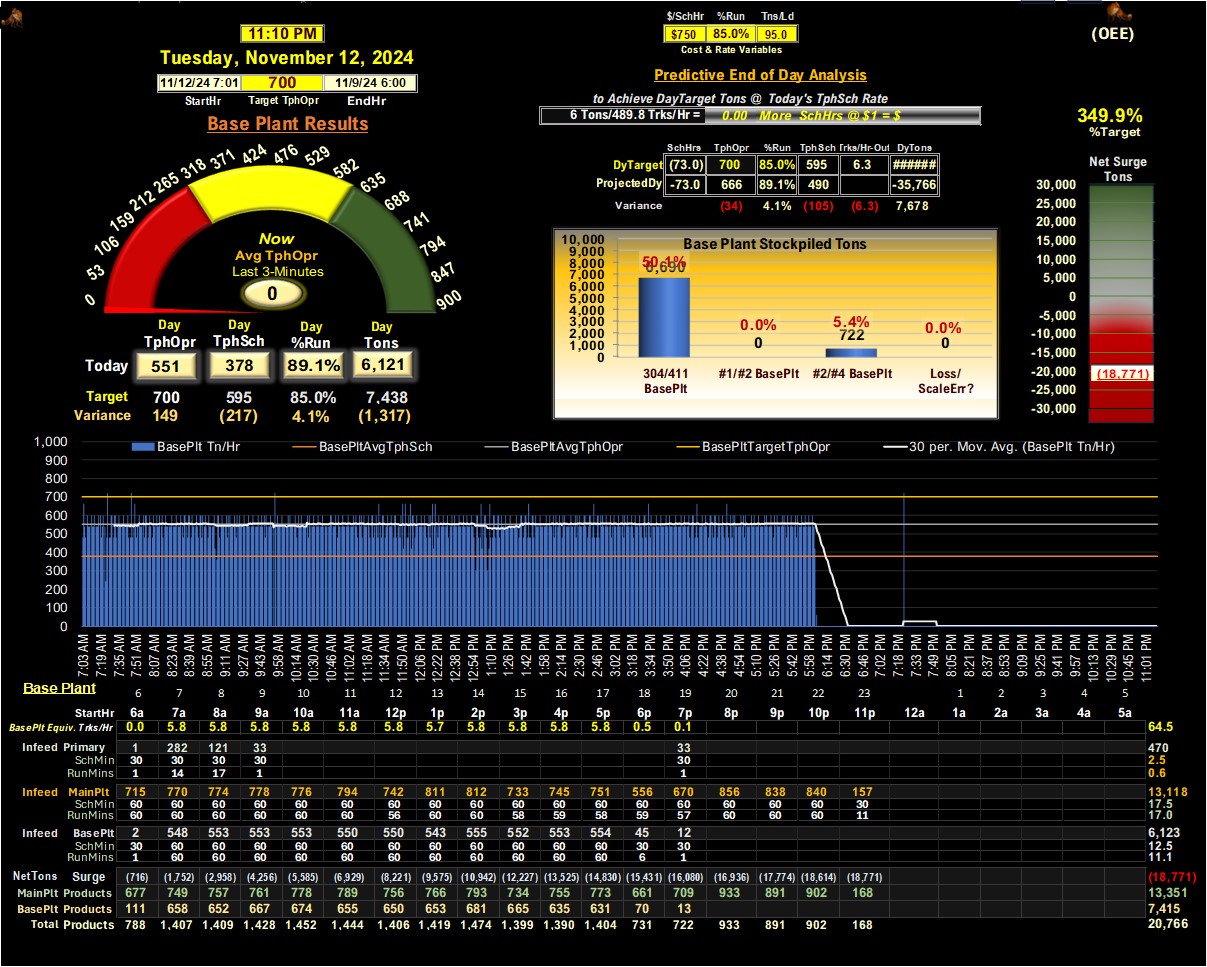 $/SchHr %Run Tns/Ld
$750 85.0% 95.0
Cost & Rate Variables
(OEE)
11:10 PM
Tuesday, November 12, 2024
11/12/24 7:01 700 11/9/24 6:00
StartHr Target TphOpr EndHr
Base Plant Results
Predictive End of Day Analysis
to Achieve DayTarget Tons @ Today's TphSch Rate
6 Tons/489.8 Trks/Hr = 0.00 More SchHrs @ $1 = $
349.9%
%Target
SchHrs TphOpr %Run Tph Sch Trks/Hr-Out DyTons
DyTarget (73.0) 700 85.0% 595 6.3 ######
ProjectedDy -73.0 666 89.1% 490 -35,766
Variance (34) 4.1% (105) (6.3) 7,678
Net Surge
Tons
30,000
25,000
20,000
15,000
10,000
5,000
0
-5,000
-10,000
-15,000
-20,000
-25,000
-30,000
(18,771)
0 53 106 159 212 265 318 371 424 476 529 582 635 688 741 794 847 900
Now
Avg TphOpr
Last 3-Minutes
0
Day Day Day Day
TphOpr TphSch %Run Tons
Today 551 378 89.1% 6,121
Target 700 595 85.0% 7,438
Variance 149 (217) 4.1% (1,317)
Base Plant Stockpiled Tons
10,000
9,000
8,000
7,000
6,000
5,000
4,000
3,000
2,000
1,000
0
50.1% 0.0% 5.4% 0.0%
6,690 0 722 0
304/411 #1/#2 BasePlt #2/#4 BasePlt Loss/
BasePlt ScaleErr?
BasePlt Tn/Hr BasePltAvgTphSch BasePltAvgTphOpr BasePltTargetTphOpr 30 per. Mov. Avg. (BasePlt Tn/Hr)
1,000
900
800
700
600
500
400
300
200
100
0
7:03 AM 7:19 AM 7:35 AM 7:51 AM 8:07 AM 8:23 AM 8:39 AM 8:55 AM 9:11 AM 9:27 AM 9:43 AM 9:58 AM 10:14 AM 10:30 AM 10:46 AM 11:02 AM 11:18 AM 11:34 AM 11:50 AM 12:06 PM 12:22 PM 12:38 PM 12:54 PM 1:10 PM 1:26 PM 1:42 PM 1:58 PM 2:14 PM 2:30 PM 2:46 PM 3:02 PM 3:18 PM 3:34 PM 3:50 PM 4:06 PM 4:22 PM 4:38 PM 4:54 PM 5:10 PM 5:26 PM 5:42 PM 5:58 PM 6:14 PM 6:30 PM 6:46 PM 7:02 PM 7:18 PM 7:33 PM 7:49 PM 8:05 PM 8:21 PM 8:37 PM 8:53 PM 9:09 PM 9:25 PM 9:41 PM 9:57 PM 10:13 PM 10:29 PM 10:45 PM 11:01 PM
Base Plant 6 7 8 9 10 11 12 13 14 15 16 17 18 19 20 21 22 23 1 2 3 4 5
StartHr 6a 7a 8a 9a 10a 11a 12p 1p 2p 3p 4p 5p 6p 7p 8p 9p 10p 11p 12a 1a 2a 3a 4a 5a
BasePlt Equiv. Trks/Hr 0.0 5.8 5.8 5.8 5.8 5.8 5.8 5.7 5.8 5.8 5.8 5.8 0.5 0.1 64.5
Infeed Primary 1 282 121 33 33 470
SchMin 30 30 30 30 30 2.5
RunMins 1 14 17 1 1 0.6
Infeed MainPlt 715 770 774 778 776 794 742 811 812 733 745 751 556 670 856 838 840 157 13,118
SchMin 60 60 60 60 60 60 60 60 60 60 60 60 60 60 60 60 60 30 17.5
RunMins 60 60 60 60 60 60 56 60 60 58 59 58 59 57 60 60 60 11 17.0
Infeed BasePlt 2 548 553 553 553 550 550 543 555 552 553 554 45 12 6,123
SchMin 30 60 60 60 60 60 60 60 60 60 60 60 30 30 12.5
RunMins 1 60 60 60 60 60 60 60 60 60 60 60 6 1 11.1
NetTons Surge (716) (1,752) (2,958) (4,256) (5,585) (6,929) (8,221) (9,575) (10,942) (12,227) (13,525) (14,830) (15,431) (16,080) (16,936) (17,774) (18,614) (18,771) (18,771)
MainPlt Products 677 749 757 761 778 789 756 766 793 734 755 773 661 709 933 891 902 168 13,351
BasePlt Products 111 658 652 667 674 655 650 653 681 665 635 631 70 13 7,415
Total Products 788 1,407 1,409 1,428 1,452 1,444 1,406 1,419 1,474 1,399 1,390 1,404 731 722 933 891 902 168 20,766